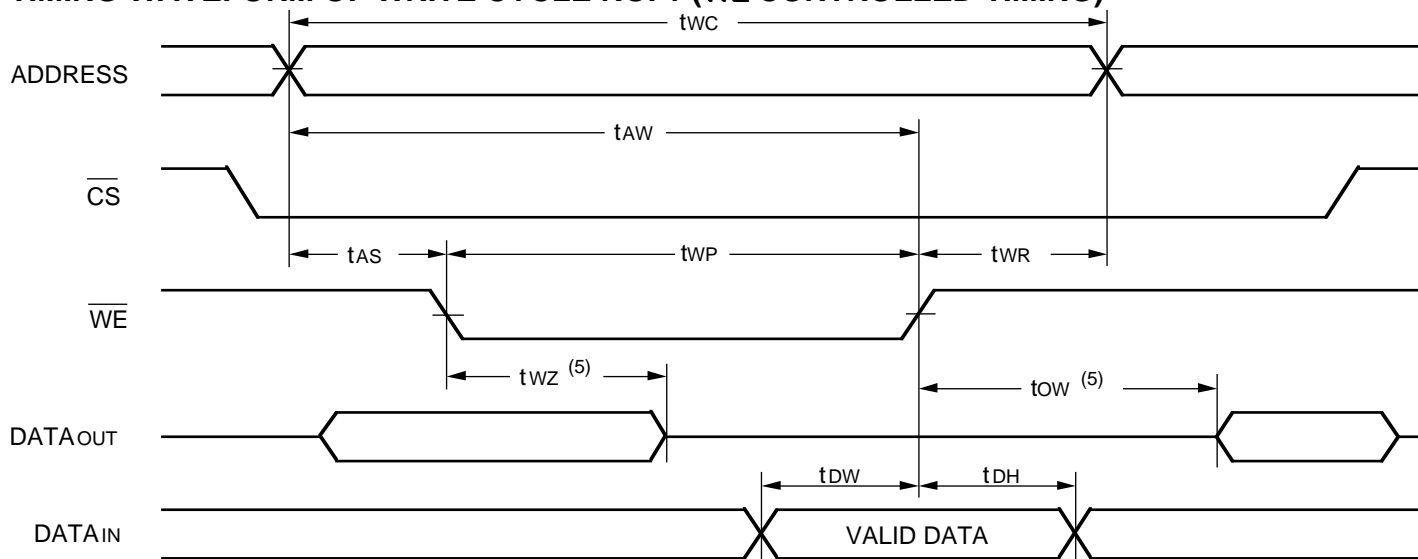 tWC
ADDRESS
tAW
CS
tAS
tWP
tWR
WE
tWZ (5)
tOW (5)
DATAOUT
tDW
tDH
DATAIN
VALID DATA